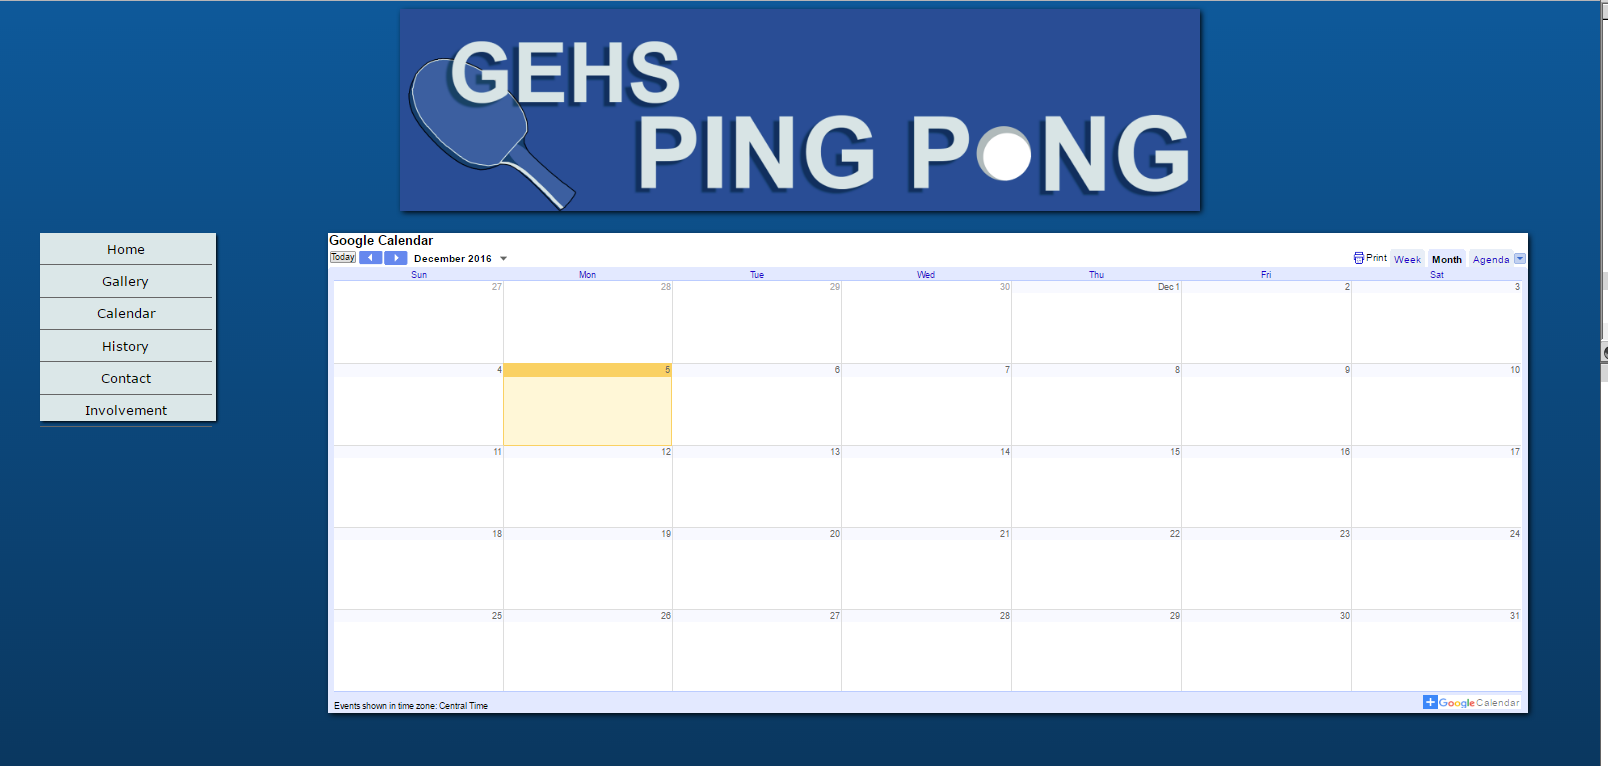 GEHS
PING PONG
Home
Gallery
Calendar
History
Contact
Involvement
Google Calendar
Today December 2016 Print Week Month Agenda
Sun Mon Tue Wed Thu Fri Sat
27 28 29 30 Dec 1 2 3
4 5 6 7 8 9 10
11 12 13 14 15 16 17
18 19 20 21 22 23 24
25 26 27 28 29 30 31
Events shown in time zone: Central Time
Google Calendar